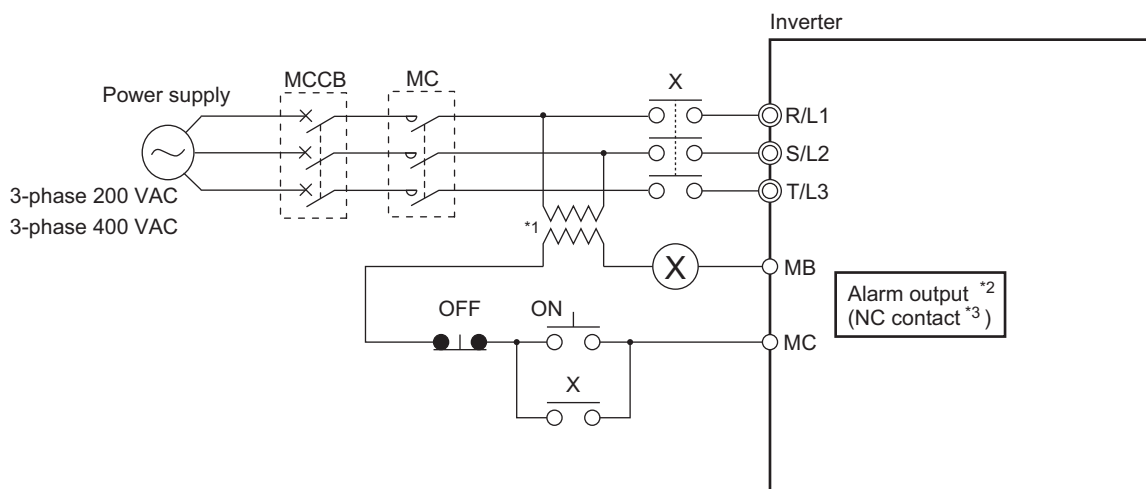 Inverter
MCCB
MC
X
Power supply
R/L1
S/L2
T/L3
3-phase 200 VAC
3-phase 400 VAC
*1
X
MB
Alarm output *2
(NC contact *3)
OFF
ON
MC
X